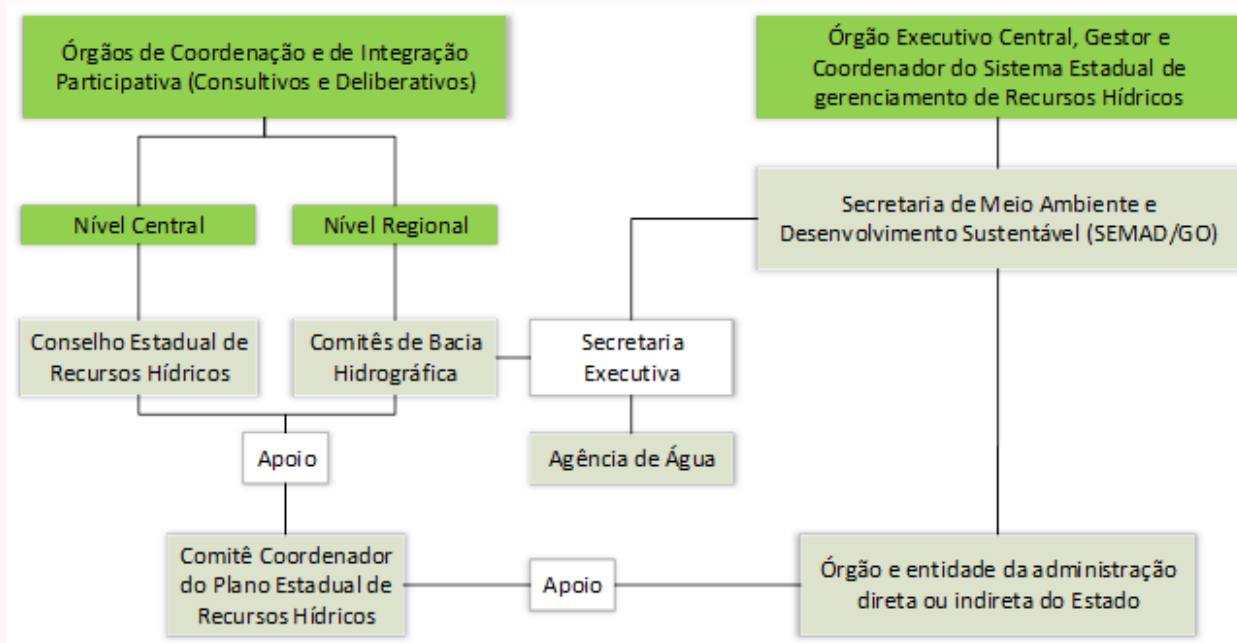 Órgãos de Coordenação e de Integração
Participativa (Consultivos e Deliberativos)
Órgão Executivo Central, Gestor e
Coordenador do Sistema Estadual de
gerenciamento de Recursos Hídricos
Nível Central
Nível Regional
Secretaria de Meio Ambiente e
Desenvolvimento Sustentável (SEMAD/GO)
Conselho Estadual de
Recursos Hídricos
Comitês de Bacia
Hidrográfica
Secretaria
Executiva
Apoio
Agência de Água
Comitê Coordenador
do Plano Estadual de
Recursos Hídricos
Apoio
Órgão e entidade da administração
direta ou indireta do Estado